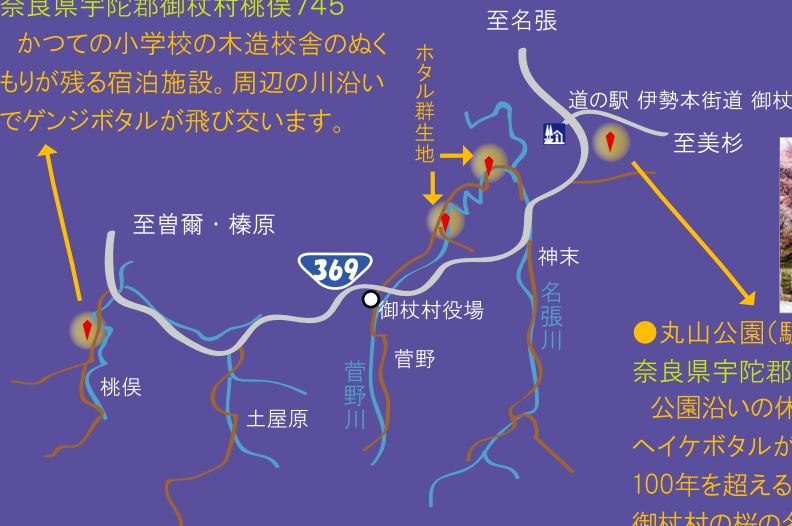 奈良県宇陀郡御杖村桃俣745
かつての小学校の木造校舎のぬく
もりが残る宿泊施設。周辺の川沿い
でゲンジボタルが飛び交います。
至名張
ホタル群生地
道の駅 伊勢本街道 御杖
至美杉
至曽爾・榛原
369
神末
御杖村役場
名張川
菅野
菅野川
桃俣
土屋原
●丸山公園(駐
奈良県宇陀郡
公園沿いの休
ヘイケボタルが
100年を超える
御杖村の桜の名